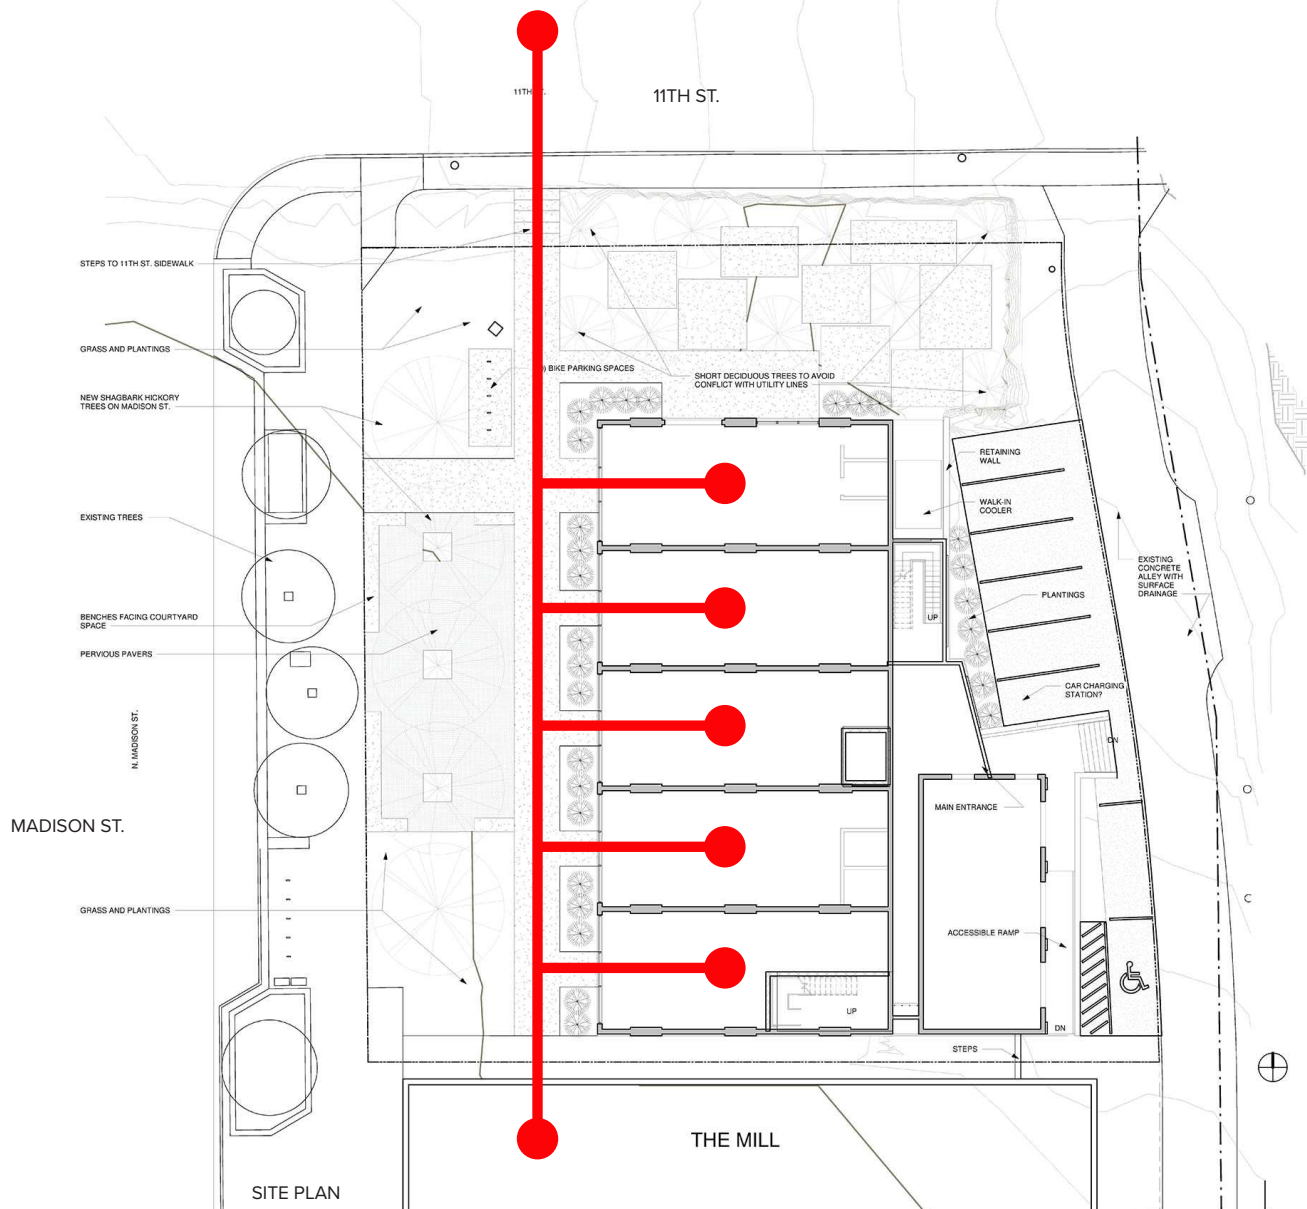 11TH ST.
11TH ST.
STEPS TO 11TH ST. SIDEWALK
GRASS AND PLANTINGS
) BIKE PARKING SPACES
SHORT DECIDUOUS TREES TO AVOID
CONFLICT WITH UTILITY LINES
NEW SHAGBARK HICKORY
TREES ON MADISON ST.
RETAINING
WALL
WALK-IN
COOLER
EXISTING TREES
EXISTING
CONCRETE
ALLEY WITH
SURFACE
DRAINAGE
PLANTINGS
UP
BENCHES FACING COURTYARD
SPACE
PERVIOUS PAVERS
CAR CHARGING
STATION?
N. MADISON ST.
DN
MAIN ENTRANCE
MADISON ST.
GRASS AND PLANTINGS
ACCESSIBLE RAMP
UP
DN
STEPS
THE MILL
SITE PLAN